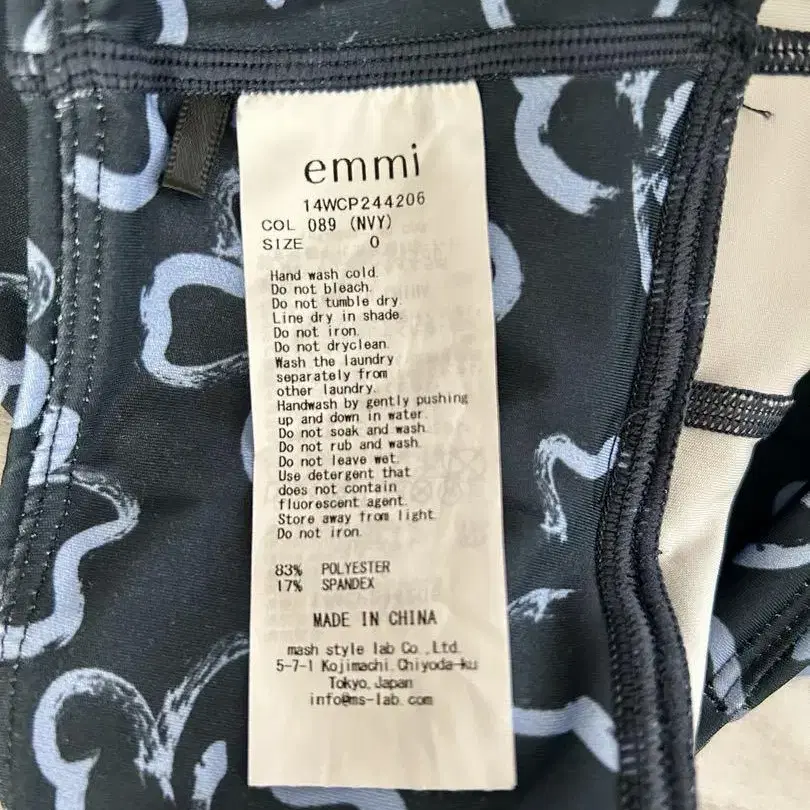 emmi
14WCP244206
COL 089 (NVY)
SIZE 0
Hand wash cold.
Do not bleach.
Do not tumble dry.
Line dry in shade.
Do not iron.
Do not dryclean.
Wash the laundry
separately from
other laundry.
Handwash by gently pushing
up and down in water.
Do not soak and wash.
Do not rub and wash.
Do not leave wet.
Use detergent that
does not contain
fluorescent agent.
Store away from light.
Do not iron.
83% POLYESTER
17% SPANDEX
MADE IN CHINA
mash style lab Co.,Ltd.
5-7-1 Kojimachi.Chiyoda-ku
Tokyo,Japan
info@ms-lab.com